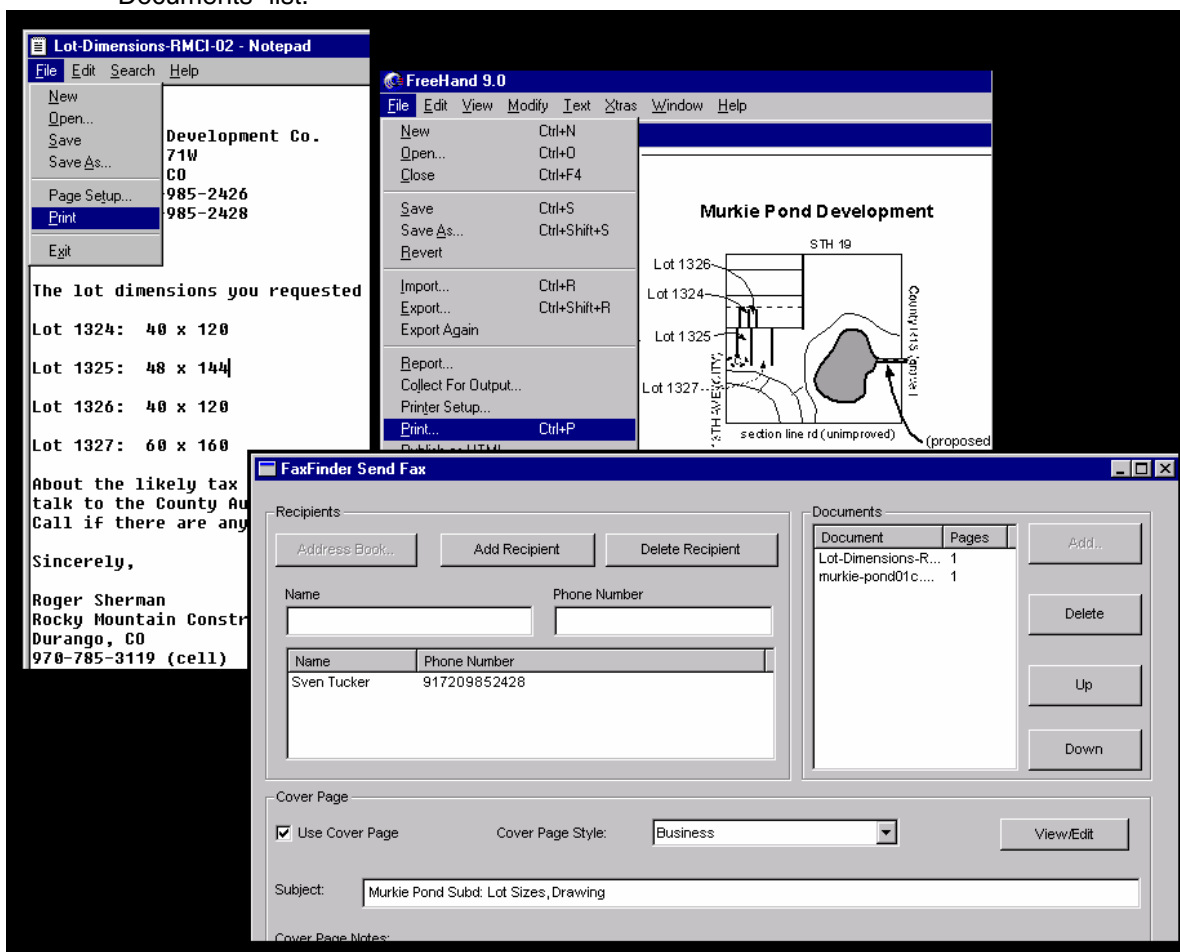 "Documents" list.
Lot-Dimensions-RMCI-02 - Notepad
File Edit Search Help
New
Open...
Save
Save As...
Page Setup...
Print
Exit
Development Co.
71W
CO
985-2426
985-2428
The lot dimensions you requested
Lot 1324: 40 x 120
Lot 1325: 48 x 144
Lot 1326: 40 x 120
Lot 1327: 60 x 160
About the likely tax
talk to the County Au
Call if there are any
Sincerely,
Roger Sherman
Rocky Mountain Constr
Durango, CO
970-785-3119 (cell)
FreeHand 9.0
File Edit View Modify Text Xtras Window Help
New Ctrl+N
Open... Ctrl+O
Close Ctrl+F4
Save Ctrl+S
Save As... Ctrl+Shift+S
Revert
Import... Ctrl+R
Export... Ctrl+Shift+R
Export Again
Report...
Collect For Output...
Printer Setup...
Print... Ctrl+P
Publish as HTML
Murkie Pond Development
STH 19
Lot 1326
Lot 1324
Lot 1325
Lot 1327
section line rd (unimproved)
(proposed
FaxFinder Send Fax
Recipients
Address Book... Add Recipient Delete Recipient
Name Phone Number
Name Phone Number
Sven Tucker 917209852428
Documents
Document Pages
Lot-Dimensions-R... 1
murkie-pond01c.... 1
Add..
Delete
Up
Down
Cover Page
Use Cover Page Cover Page Style: Business View/Edit
Subject: Murkie Pond Subd: Lot Sizes, Drawing
Cover Page Notes: